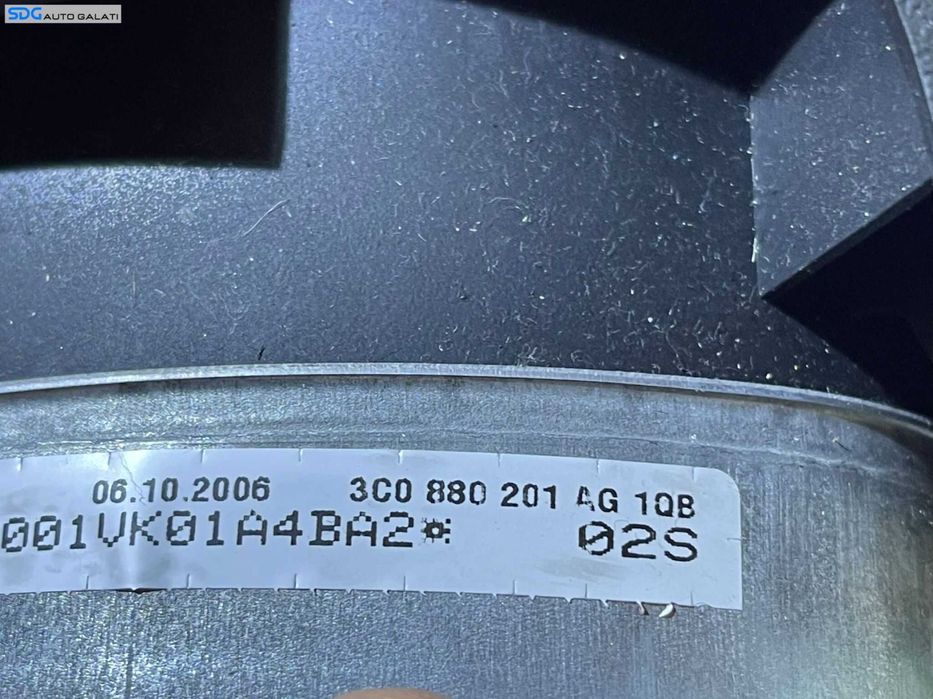 SDG AUTO GALATI
06.10.2006 3C0 880 201 AG 1QB
001VK01A4BA2* 02S